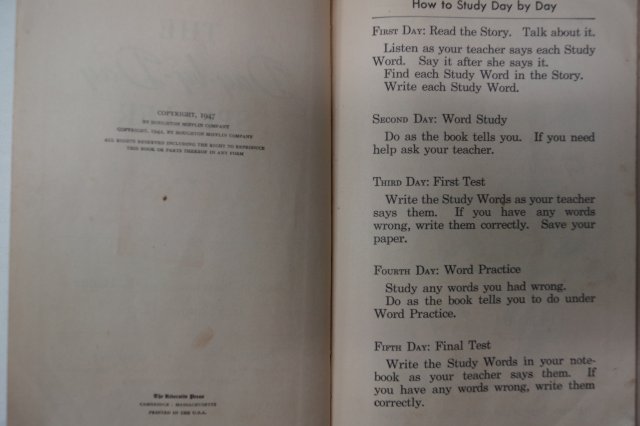 COPYRIGHT, 1947
BY HOUGHTON MIFFLIN COMPANY
COPYRIGHT, 1942, BY HOUGHTON MIFFLIN COMPANY
ALL RIGHTS RESERVED INCLUDING THE RIGHT TO REPRODUCE
THIS BOOK OR PARTS THEREOF IN ANY FORM
The Riverside Press
CAMBRIDGE · MASSACHUSETTS
PRINTED IN THE U.S.A.
How to Study Day by Day
FIRST DAY: Read the Story. Talk about it.
Listen as your teacher says each Study
Word. Say it after she says it.
Find each Study Word in the Story.
Write each Study Word.
SECOND DAY: Word Study
Do as the book tells you. If you need
help ask your teacher.
THIRD DAY: First Test
Write the Study Words as your teacher
says them. If you have any words
wrong, write them correctly. Save your
paper.
FOURTH DAY: Word Practice
Study any words you had wrong.
Do as the book tells you to do under
Word Practice.
FIFTH DAY: Final Test
Write the Study Words in your note-
book as your teacher says them. If
you have any words wrong, write them
correctly.